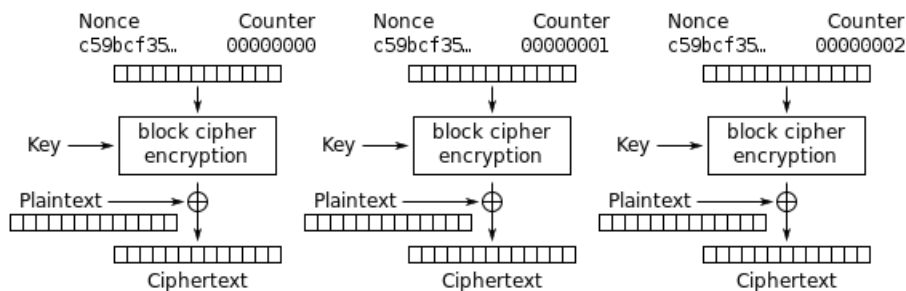 Nonce Counter Nonce Counter Nonce Counter
c59bcf35… 00000000 c59bcf35… 00000001 c59bcf35… 00000002
Key block cipher encryption Key block cipher encryption Key block cipher encryption
Plaintext Plaintext Plaintext
Ciphertext Ciphertext Ciphertext